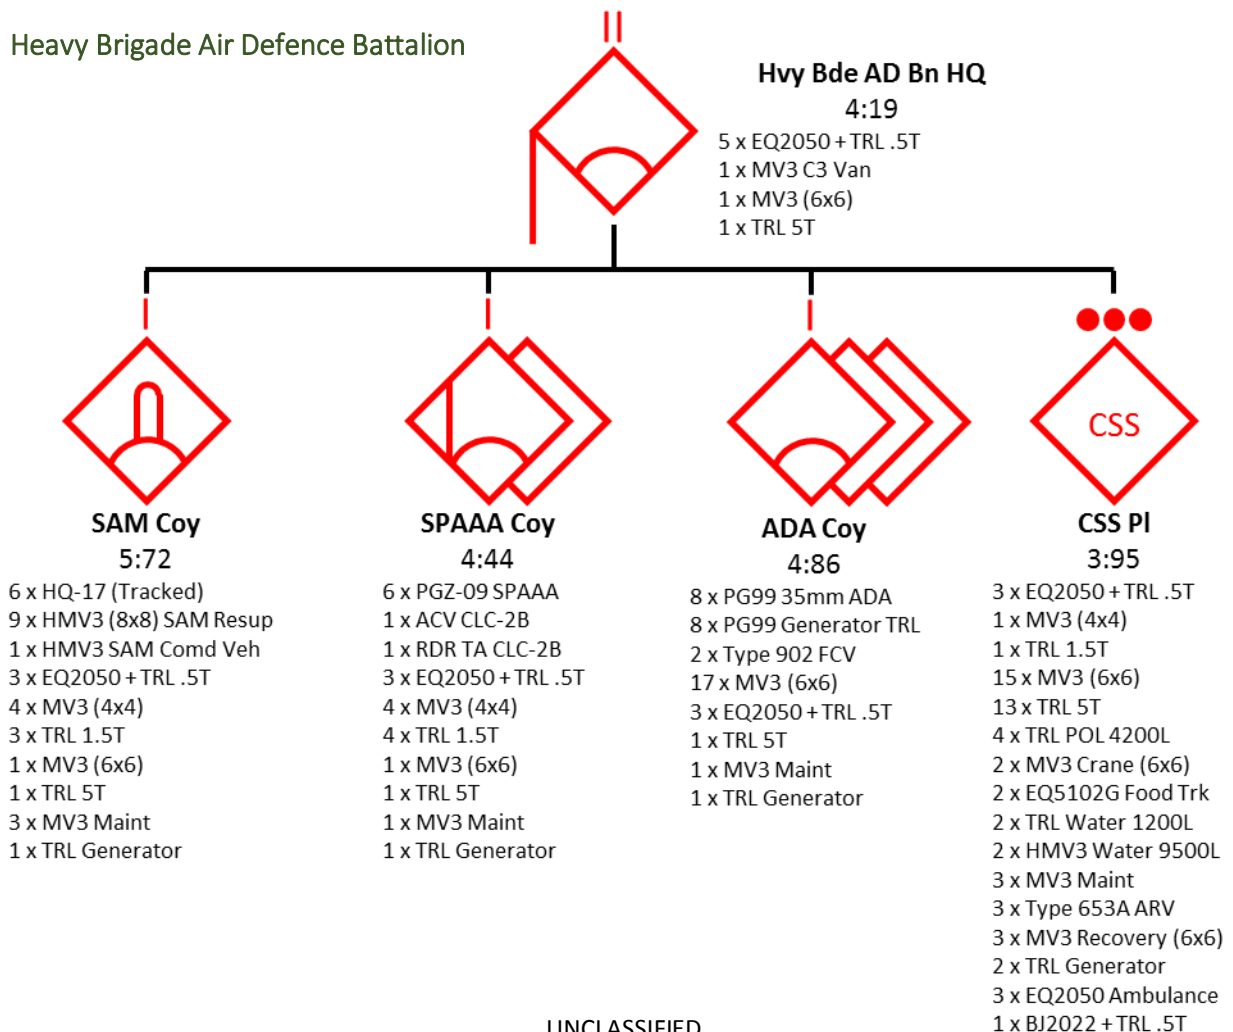 Heavy Brigade Air Defence Battalion
Hvy Bde AD Bn HQ
4:19
5 x EQ2050 + TRL .5T
1 x MV3 C3 Van
1 x MV3 (6x6)
1 x TRL 5T
SAM Coy
5:72
6 x HQ-17 (Tracked)
9 x HMV3 (8x8) SAM Resup
1 x HMV3 SAM Comd Veh
3 x EQ2050 + TRL .5T
4 x MV3 (4x4)
3 x TRL 1.5T
1 x MV3 (6x6)
1 x TRL 5T
3 x MV3 Maint
1 x TRL Generator
SPAAA Coy
4:44
6 x PGZ-09 SPAAA
1 x ACV CLC-2B
1 x RDR TA CLC-2B
3 x EQ2050 + TRL .5T
4 x MV3 (4x4)
4 x TRL 1.5T
1 x MV3 (6x6)
1 x TRL 5T
1 x MV3 Maint
1 x TRL Generator
ADA Coy
4:86
8 x PG99 35mm ADA
8 x PG99 Generator TRL
2 x Type 902 FCV
17 x MV3 (6x6)
3 x EQ2050 + TRL .5T
1 x TRL 5T
1 x MV3 Maint
1 x TRL Generator
CSS
CSS Pl
3:95
3 x EQ2050 + TRL .5T
1 x MV3 (4x4)
1 x TRL 1.5T
15 x MV3 (6x6)
13 x TRL 5T
4 x TRL POL 4200L
2 x MV3 Crane (6x6)
2 x EQ5102G Food Trk
2 x TRL Water 1200L
2 x HMV3 Water 9500L
3 x MV3 Maint
3 x Type 653A ARV
3 x MV3 Recovery (6x6)
2 x TRL Generator
3 x EQ2050 Ambulance
1 x BJ2022 + TRL .5T
UNCLASSIFIED